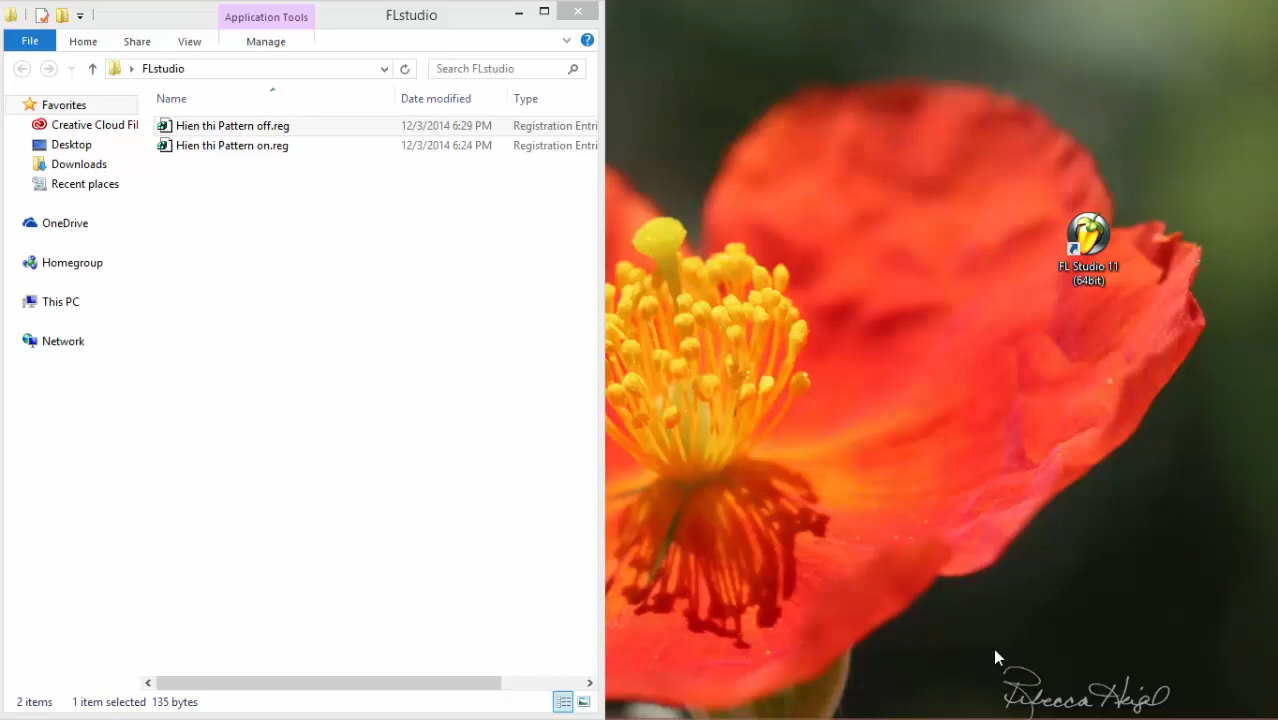 Application Tools
FLstudio
File
Home
Share
View
Manage
FLstudio
Search FLstudio
Name
Date modified
Type
Favorites
Creative Cloud Fil
Desktop
Downloads
Recent places
OneDrive
Homegroup
This PC
Network
Hien thi Pattern off.reg 12/3/2014 6:29 PM Registration Entri
Hien thi Pattern on.reg 12/3/2014 6:24 PM Registration Entri
2 items 1 item selected 135 bytes
FL Studio 11
(64bit)
Rebecca Heigel